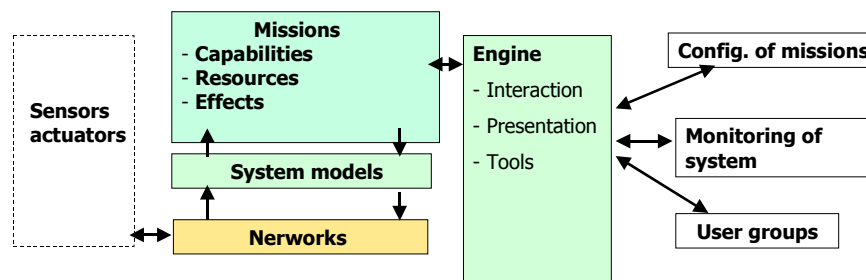 Sensors
actuators
Missions
- Capabilities
- Resources
- Effects
System models
Nerworks
Engine
- Interaction
- Presentation
- Tools
Config. of missions
Monitoring of
system
User groups